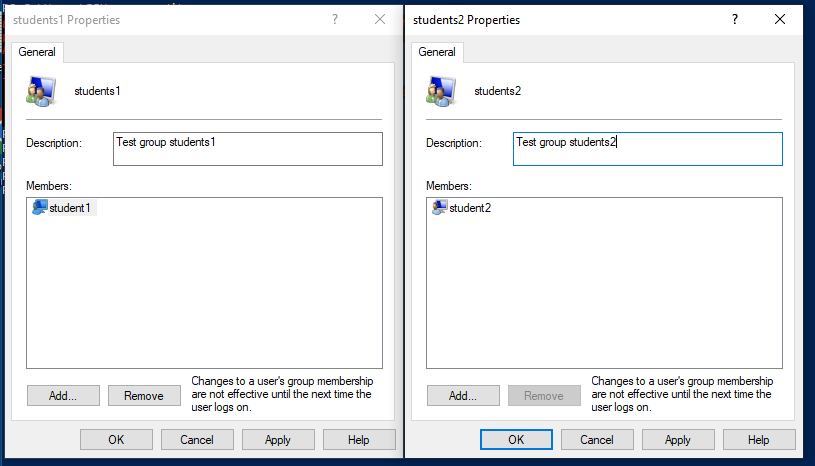 students1 Properties
?
General
students1
Description:
Test group students1
Members:
student1
Add...
Remove
Changes to a user's group membership
are not effective until the next time the
user logs on.
OK
Cancel
Apply
Help
students2 Properties
?
General
students2
Description:
Test group students2
Members:
student2
Add...
Remove
Changes to a user's group membership
are not effective until the next time the
user logs on.
OK
Cancel
Apply
Help